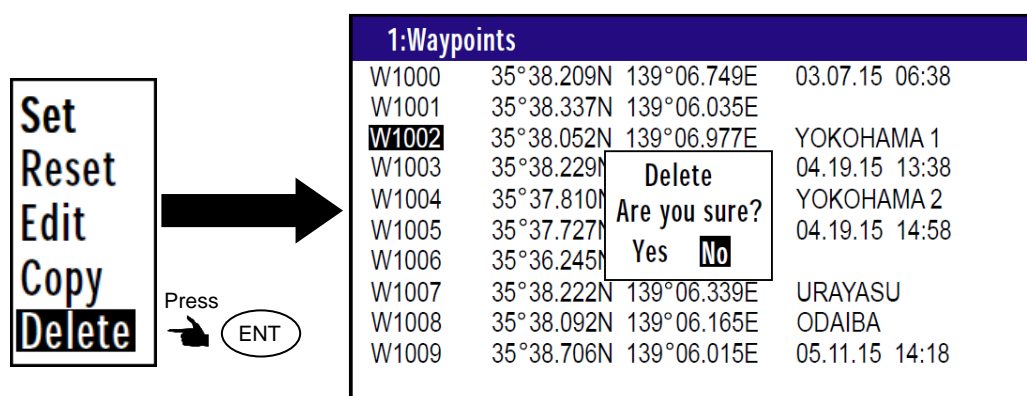 Set
Reset
Edit
Copy
Delete
Press
ENT
1:Waypoints
W1000 35°38.209N 139°06.749E 03.07.15 06:38
W1001 35°38.337N 139°06.035E
W1002 35°38.052N 139°06.977E YOKOHAMA 1
W1003 35°38.229N 04.19.15 13:38
W1004 35°37.810N YOKOHAMA 2
W1005 35°37.727N 04.19.15 14:58
W1006 35°36.245N
W1007 35°38.222N 139°06.339E URAYASU
W1008 35°38.092N 139°06.165E ODAIBA
W1009 35°38.706N 139°06.015E 05.11.15 14:18
Delete
Are you sure?
Yes No